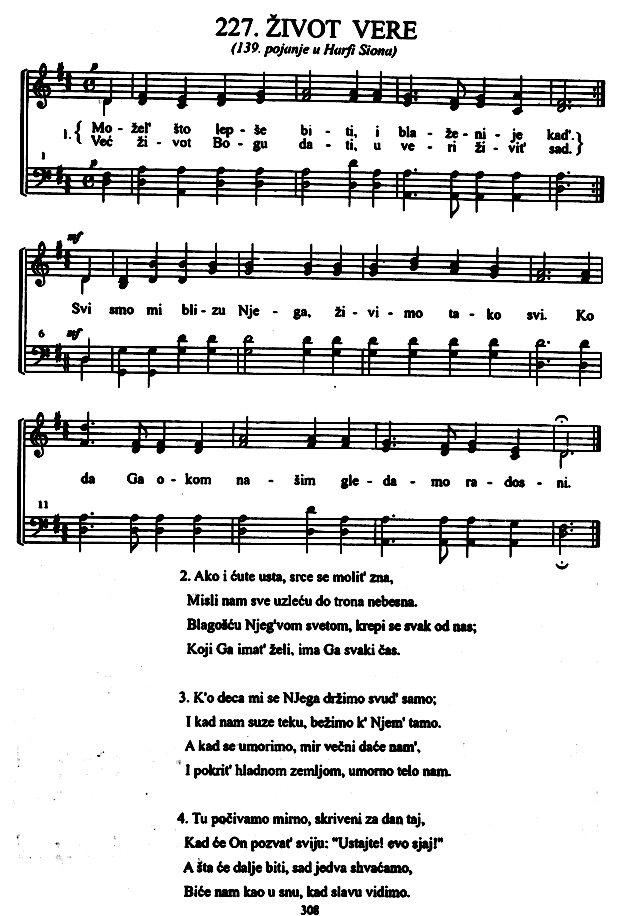 227. ŽIVOT VERE
(139. pojanje u Harfi Siona)
p
1. { Mo - žel' što lep - še bi - ti, i bla - že - ni - je kad'. }
Već ži - vot Bo - gu da - ti, u ve - ri ži - vit' sad. }
1
p
mf
Svi smo mi bli - zu Nje - ga, ži - vi - mo ta - ko svi. Ko
6
mf
da Ga o - kom na - šim gle - da - mo ra - do s - ni.
11
2. Ako i ćute usta, srce se molit' zna,
Misli nam sve uzleću do trona nebesna.
Blagošću Njeg'vom svetom, krepi se svak od nas;
Koji Ga imat' želi, ima Ga svaki čas.
3. K'o deca mi se NJega držimo svud' samo;
I kad nam suze teku, bežimo k' Njem' tamo.
A kad se umorimo, mir večni daće nam',
I pokrit' hladnom zemljom, umorno telo nam.
4. Tu počivamo mirno, skriveni za dan taj,
Kad će On pozvat' sviju: "Ustajte! evo sjaj!"
A šta će dalje biti, sad jedva shvaćamo,
Biće nam kao u snu, kad slavu vidimo.
308